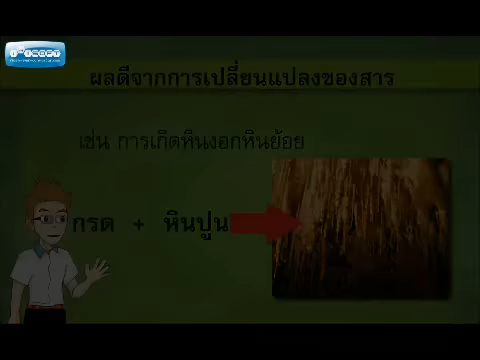 ผลดีจากการเปลี่ยนแปลงของสาร
เช่น การเกิดหินงอกหินย้อย
กรด + หินปูน